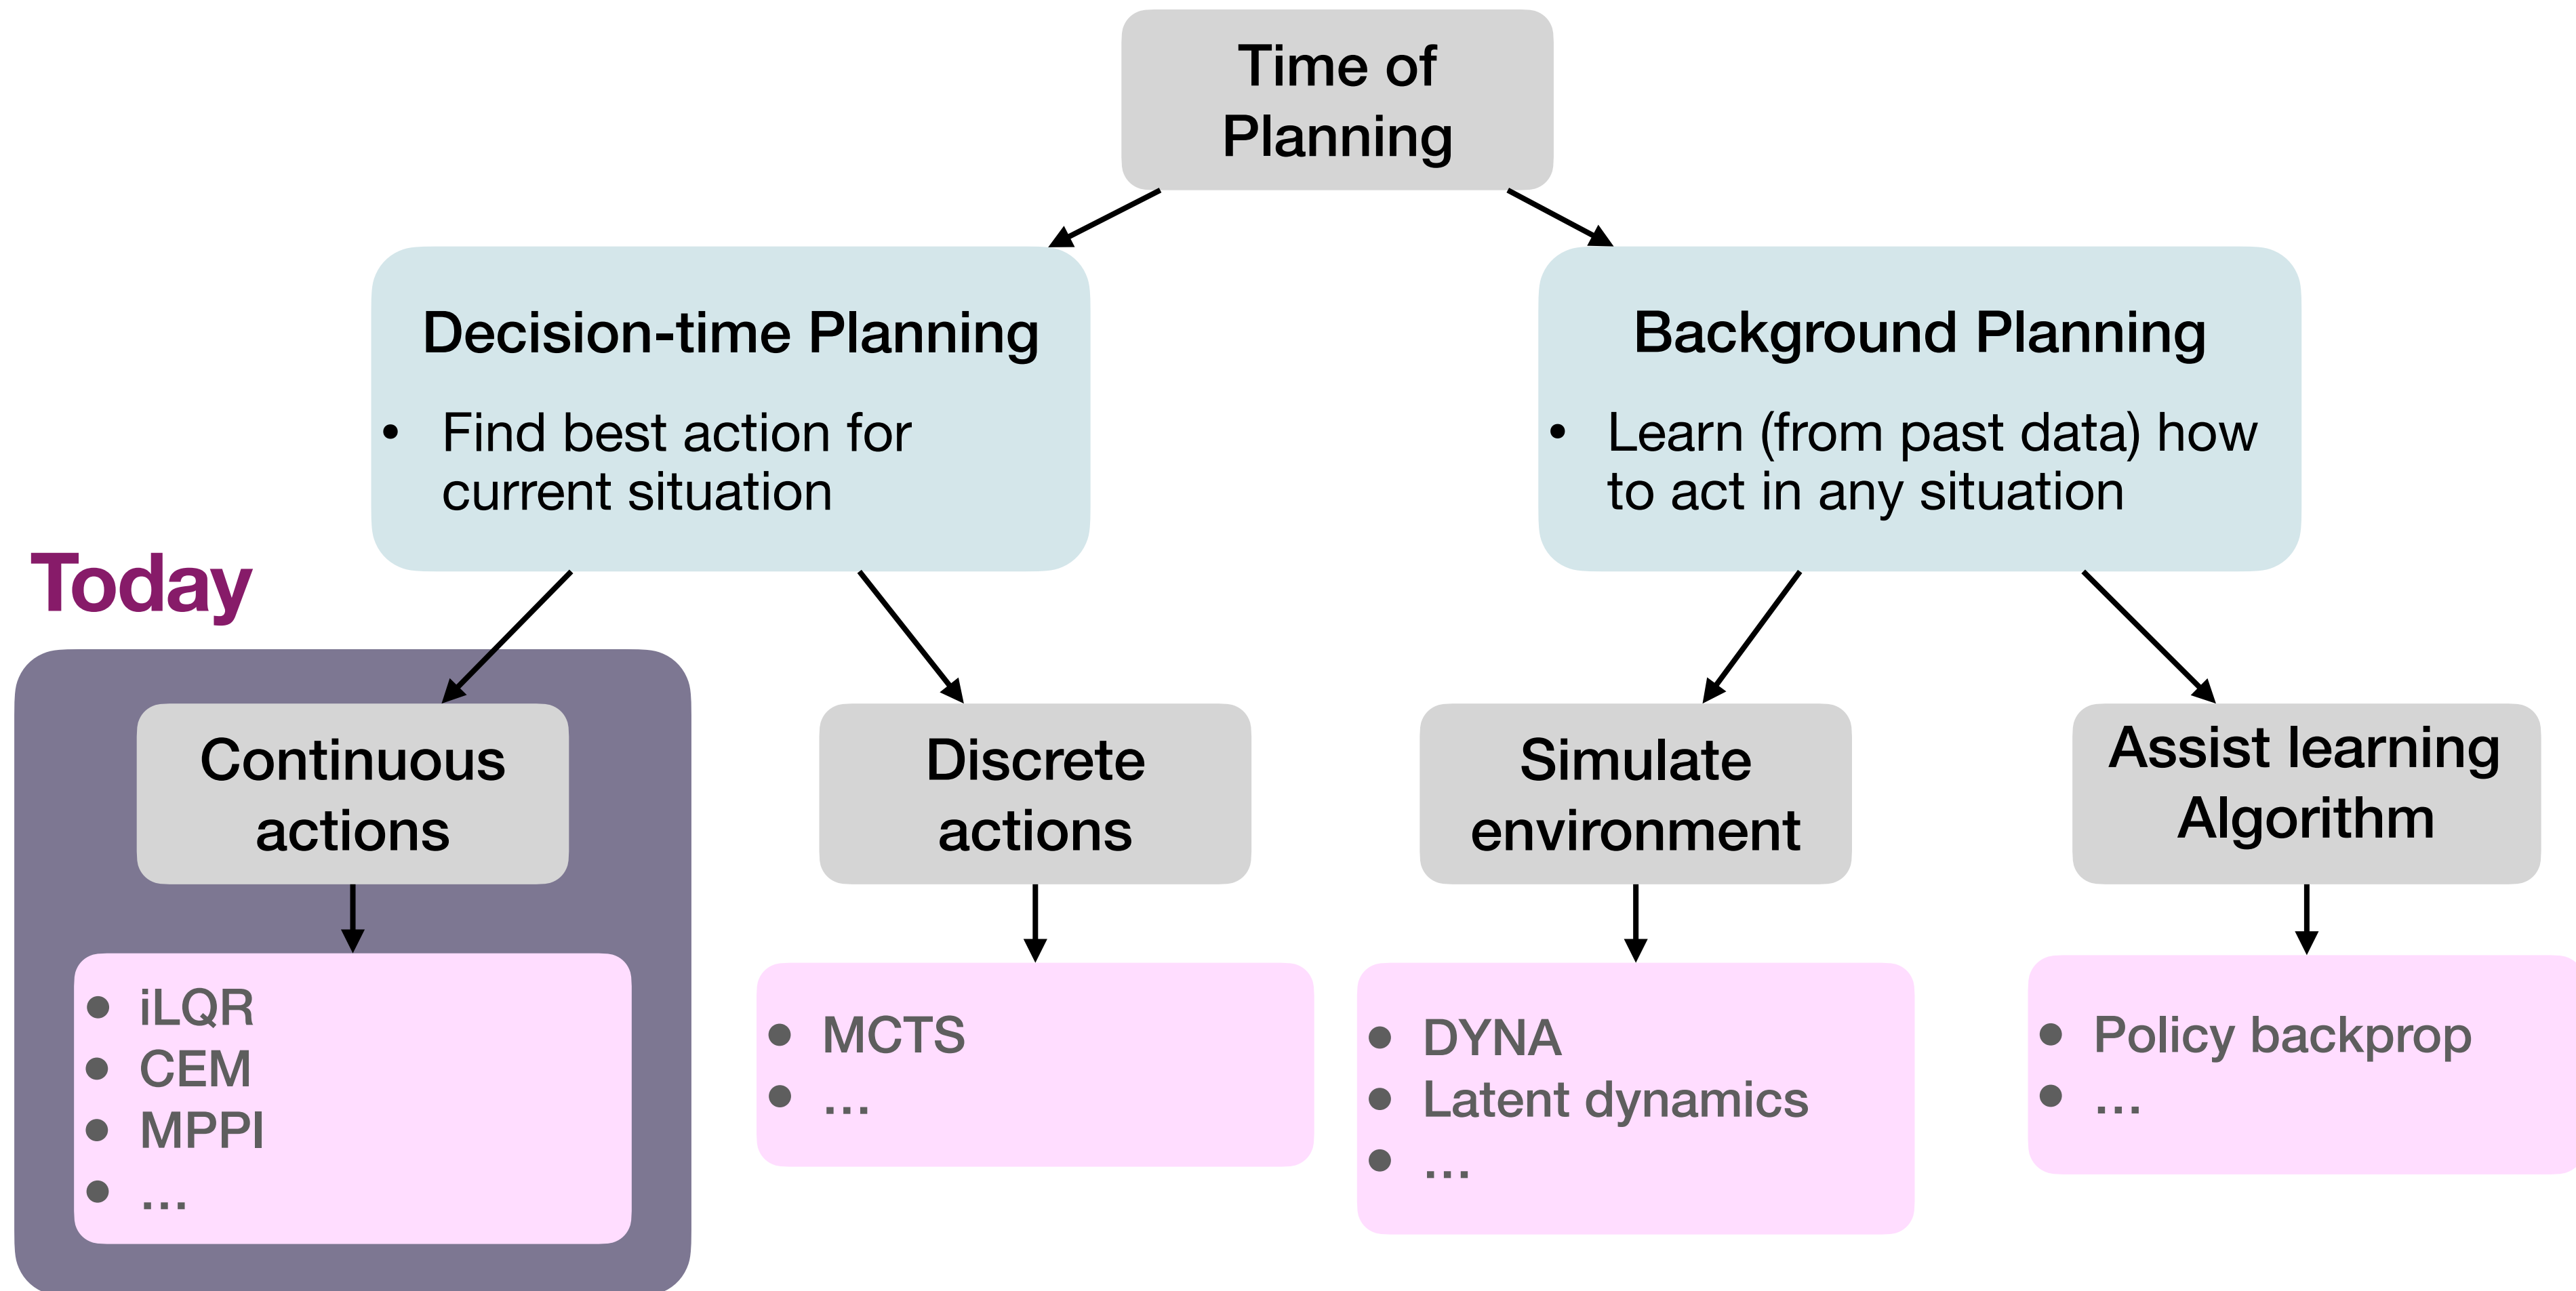 Time of
Planning
Decision-time Planning
• Find best action for
current situation
Background Planning
• Learn (from past data) how
to act in any situation
Today
Continuous
actions
Discrete
actions
Simulate
environment
Assist learning
Algorithm
• iLQR
• CEM
• MPPI
• ...
• MCTS
• ...
• DYNA
• Latent dynamics
• ...
• Policy backprop
• ...